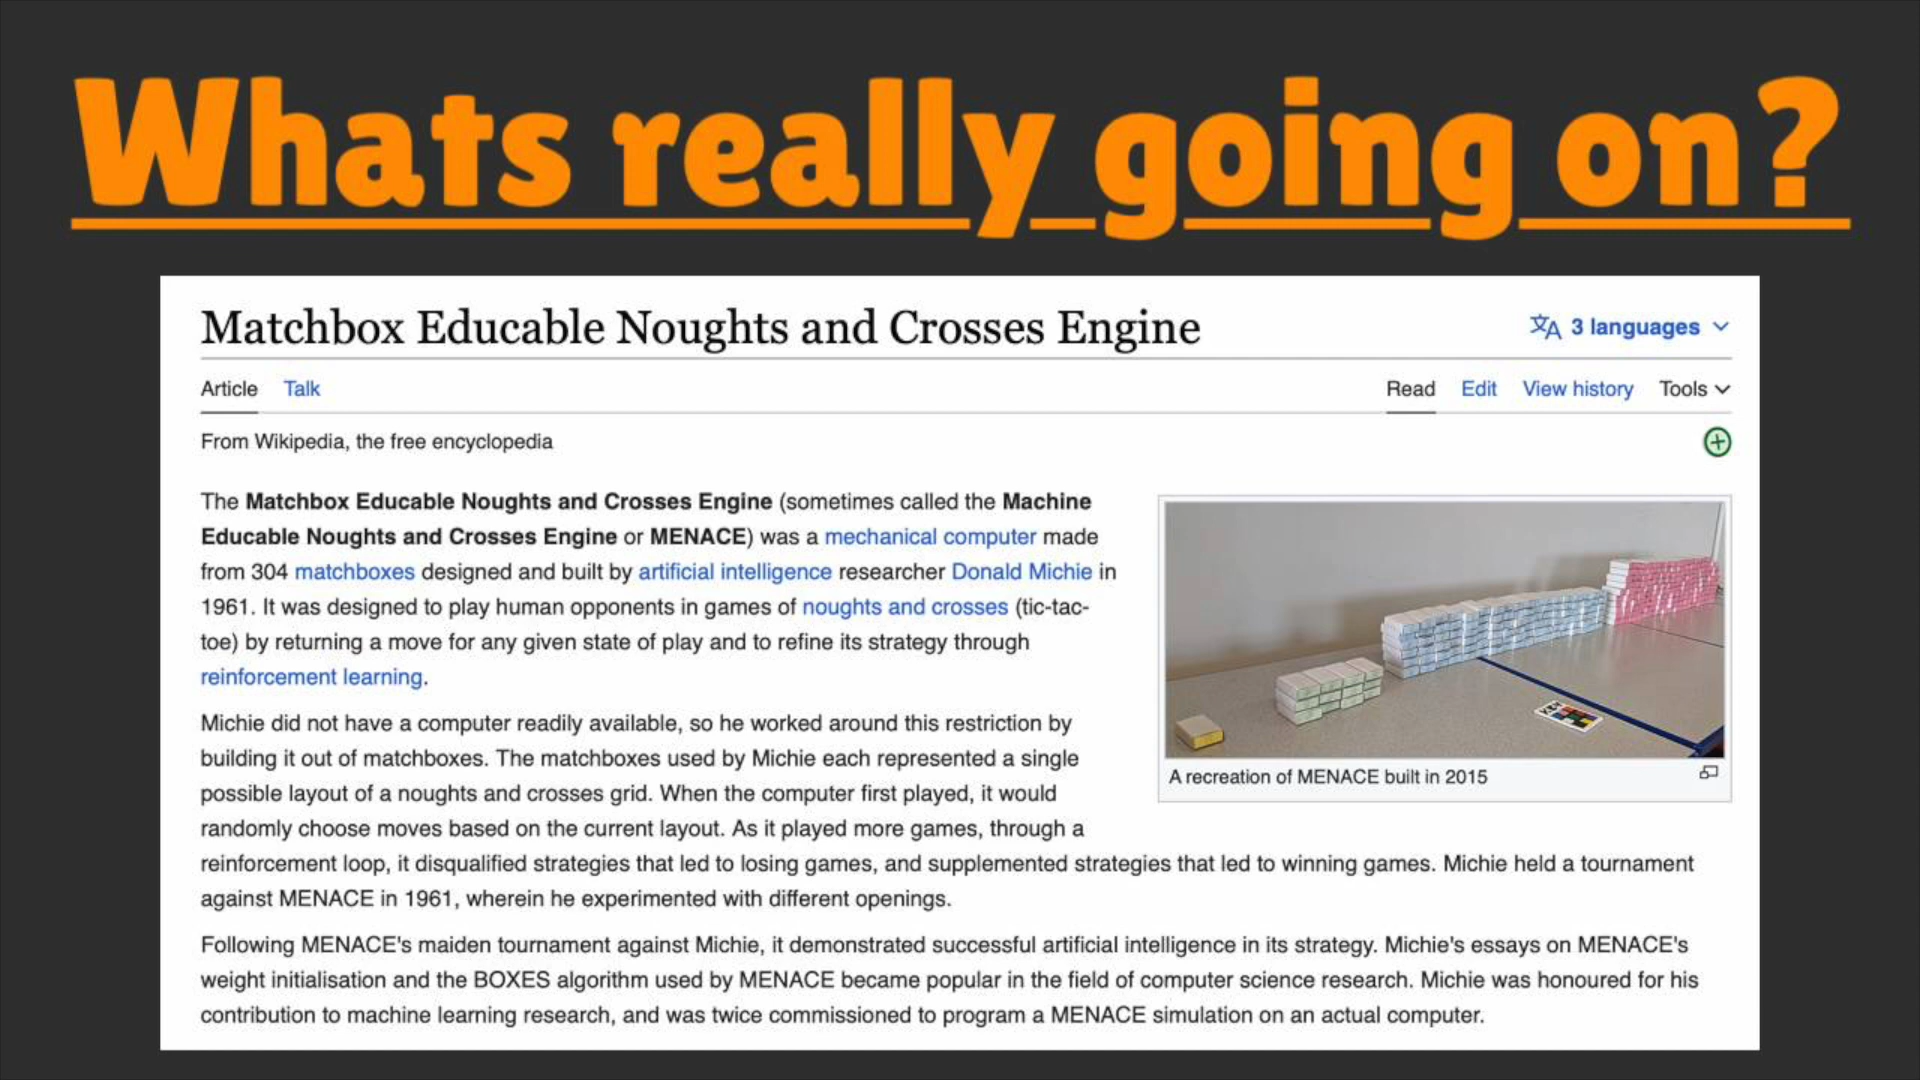 Whats really going on?
Matchbox Educable Noughts and Crosses Engine
3 languages
Article Talk
Read Edit View history Tools
From Wikipedia, the free encyclopedia
The Matchbox Educable Noughts and Crosses Engine (sometimes called the Machine
Educable Noughts and Crosses Engine or MENACE) was a mechanical computer made
from 304 matchboxes designed and built by artificial intelligence researcher Donald Michie in
1961. It was designed to play human opponents in games of noughts and crosses (tic-tac-
toe) by returning a move for any given state of play and to refine its strategy through
reinforcement learning.
A recreation of MENACE built in 2015
Michie did not have a computer readily available, so he worked around this restriction by
building it out of matchboxes. The matchboxes used by Michie each represented a single
possible layout of a noughts and crosses grid. When the computer first played, it would
randomly choose moves based on the current layout. As it played more games, through a
reinforcement loop, it disqualified strategies that led to losing games, and supplemented strategies that led to winning games. Michie held a tournament
against MENACE in 1961, wherein he experimented with different openings.
Following MENACE's maiden tournament against Michie, it demonstrated successful artificial intelligence in its strategy. Michie's essays on MENACE's
weight initialisation and the BOXES algorithm used by MENACE became popular in the field of computer science research. Michie was honoured for his
contribution to machine learning research, and was twice commissioned to program a MENACE simulation on an actual computer.